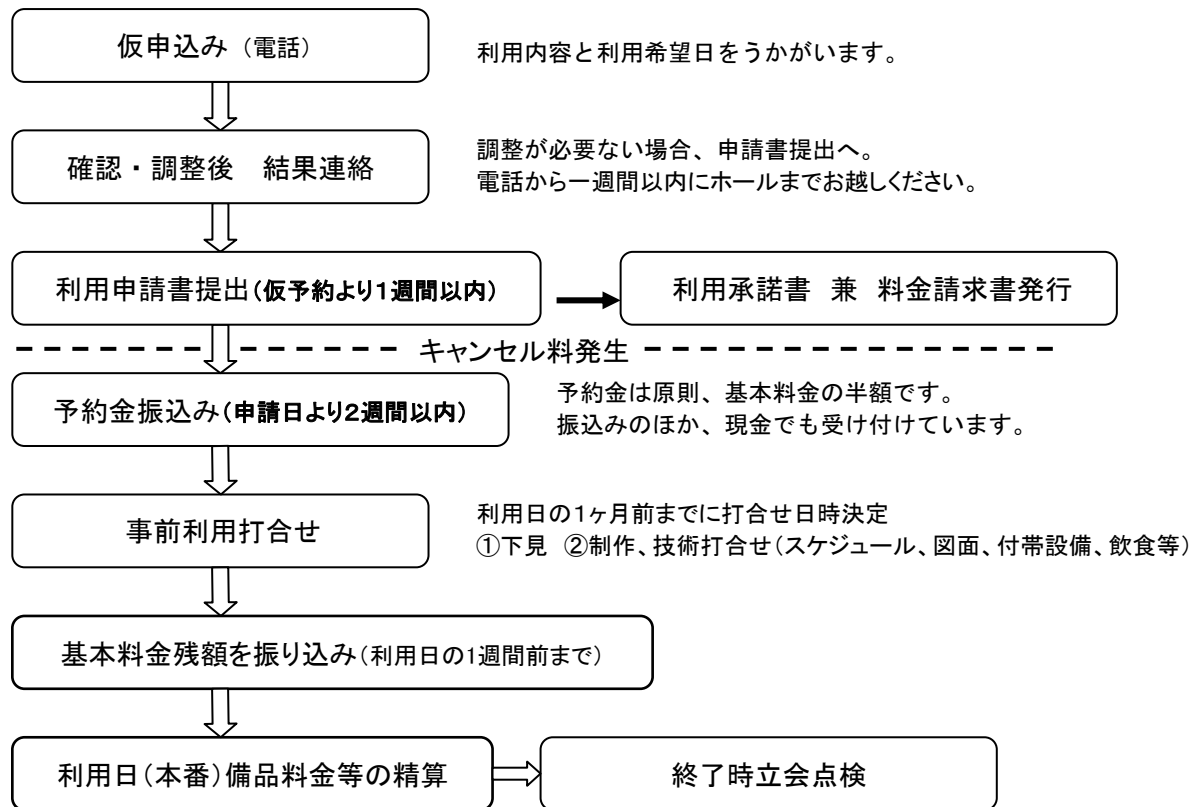 仮申込み（電話）
利用内容と利用希望日をうかがいます。
確認・調整後　結果連絡
調整が必要ない場合、申請書提出へ。
電話から一週間以内にホールまでお越しください。
利用申請書提出（仮予約より１週間以内）
利用承諾書　兼　料金請求書発行
キャンセル料発生
予約金振込み（申請日より２週間以内）
予約金は原則、基本料金の半額です。
振込みのほか、現金でも受け付けています。
事前利用打合せ
利用日の１ヶ月前までに打合せ日時決定
①下見　②制作、技術打合せ（スケジュール、図面、付帯設備、飲食等）
基本料金残額を振り込み（利用日の１週間前まで）
利用日（本番）備品料金等の精算
終了時立会点検